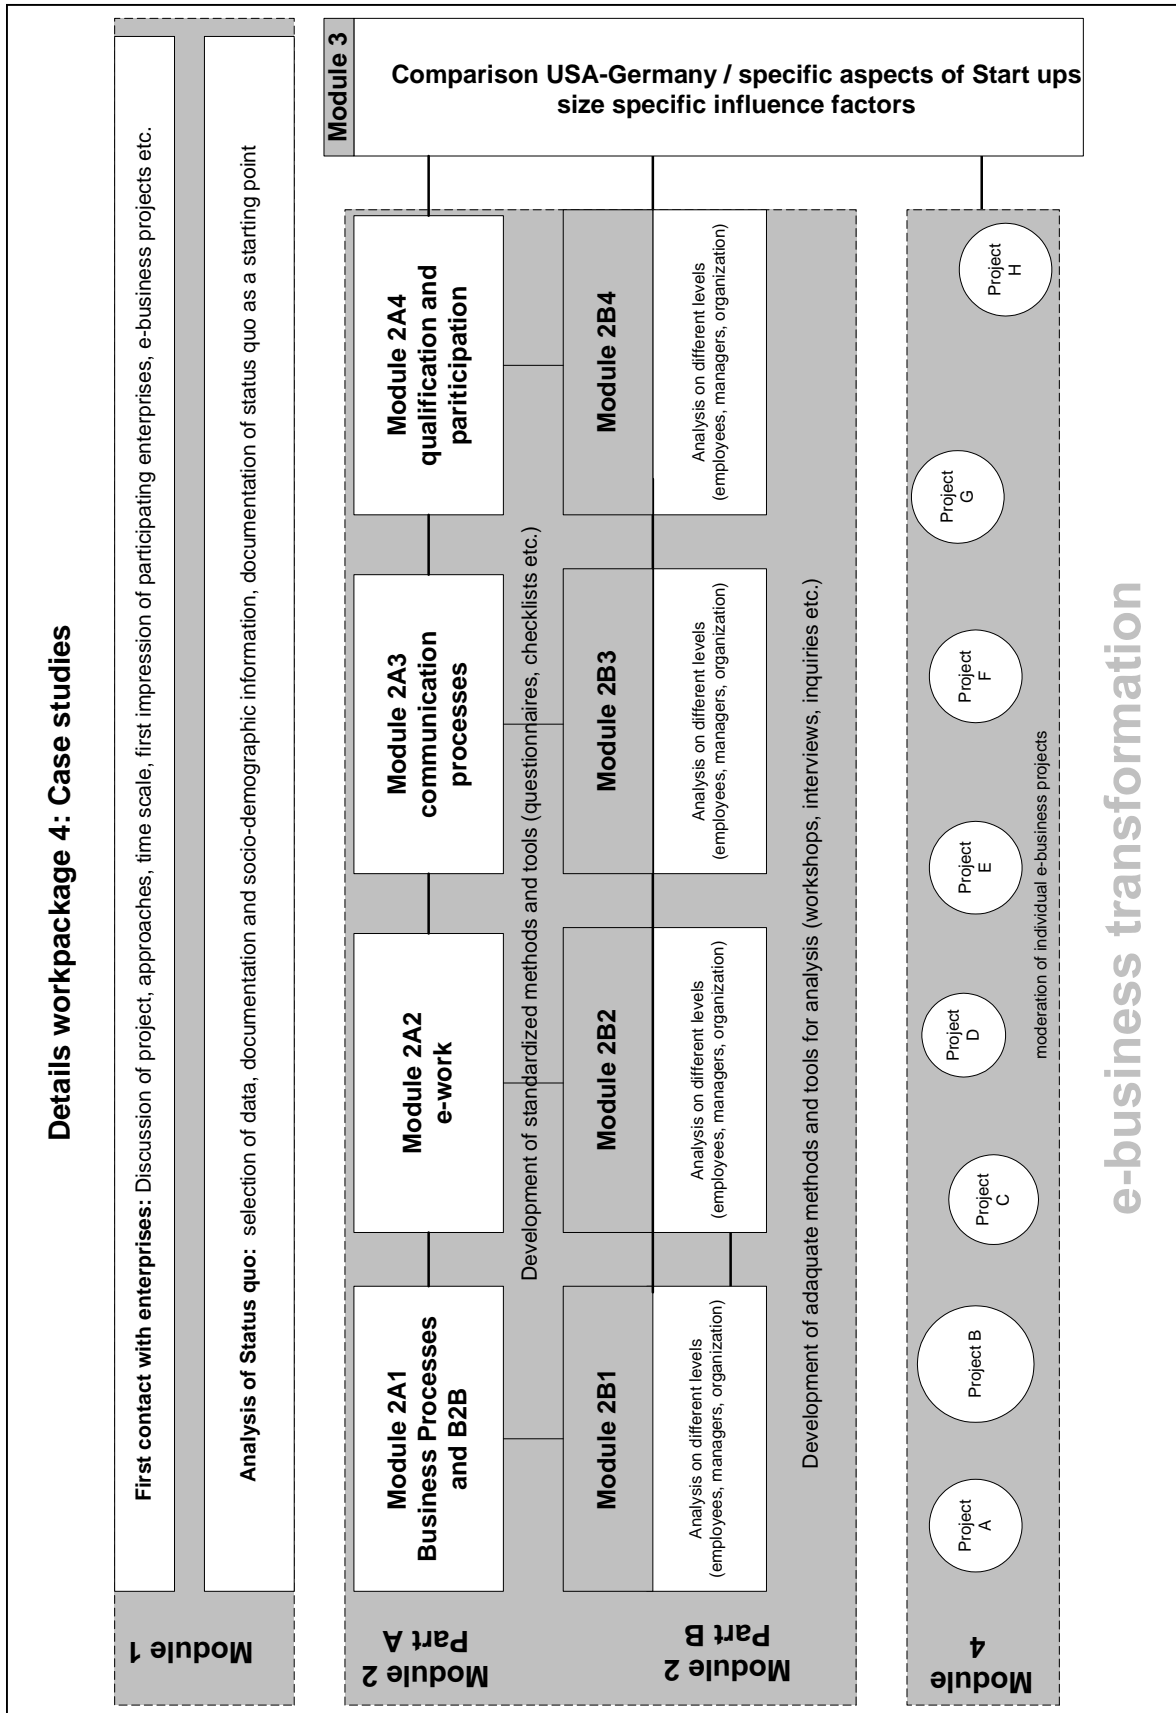 Details workpackage 4: Case studies
Module 1
First contact with enterprises: Discussion of project, approaches, time scale, first impression of participating enterprises, e-business projects etc.
Analysis of Status quo: selection of data, documentation and socio-demographic information, documentation of status quo as a starting point
Module 2
Part A
Module 2A1
Business Processes
and B2B
Module 2A2
e-work
Module 2A3
communication
processes
Module 2A4
qualification and
pariticipation
Development of standardized methods and tools (questionnaires, checklists etc.)
Module 2
Part B
Module 2B1
Analysis on different levels
(employees, managers, organization)
Module 2B2
Analysis on different levels
(employees, managers, organization)
Module 2B3
Analysis on different levels
(employees, managers, organization)
Module 2B4
Analysis on different levels
(employees, managers, organization)
Development of adaquate methods and tools for analysis (workshops, interviews, inquiries etc.)
Module 3
Comparison USA-Germany / specific aspects of Start ups
size specific influence factors
Module
4
Project
A
Project B
Project
C
Project
D
Project
E
Project
F
Project
G
Project
H
moderation of individual e-business projects
e-business transformation